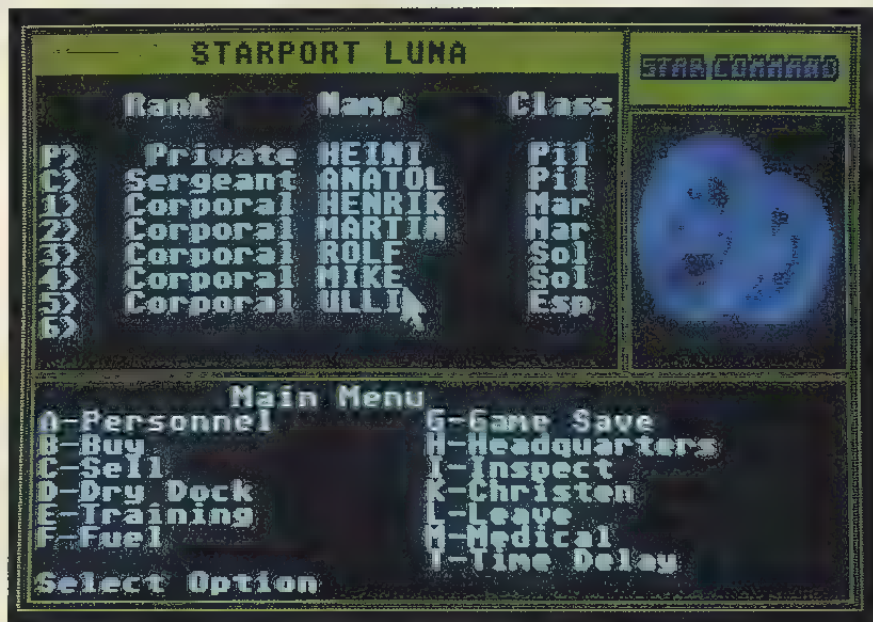 STARPORT LUNA
STAR COMMAND
Rank Name Class
P> Private HEINI Pil
C> Sergeant ANATOL Pil
1> Corporal HENRIK Mar
2> Corporal MARTIN Mar
3> Corporal ROLF Sol
4> Corporal MIKE Sol
5> Corporal ULLI Esp
6>
Main Menu
A-Personnel
B-Buy
C-Sell
D-Dry Dock
E-Training
F-Fuel
G-Game Save
H-Headquarters
I-Inspect
K-Christen
L-Leave
M-Medical
T-Time Delay
Select Option